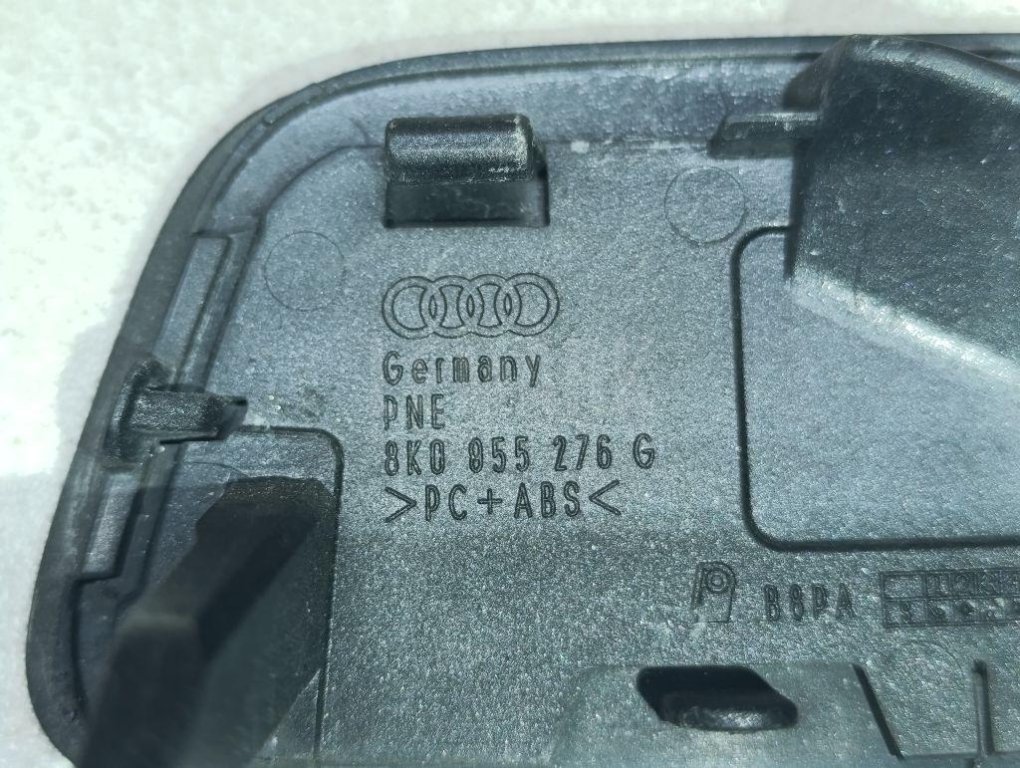 Germany
PNE
8K0 955 276 G
>PC+ABS<
B8PA